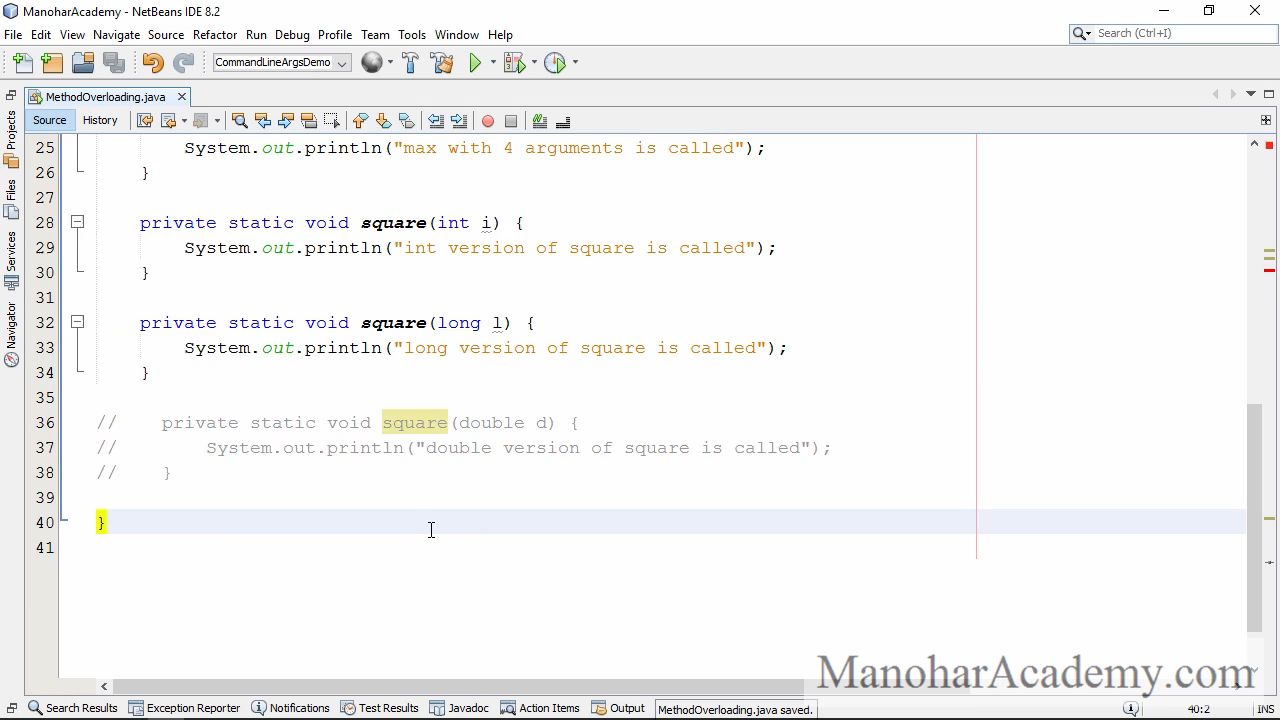 ManoharAcademy - NetBeans IDE 8.2
File Edit View Navigate Source Refactor Run Debug Profile Team Tools Window Help
Search (Ctrl+I)
CommandLineArgsDemo
MethodOverloading.java
Source History
Projects
Files
Services
Navigator
25 System.out.println("max with 4 arguments is called");
26 }
27
28 private static void square(int i) {
29 System.out.println("int version of square is called");
30 }
31
32 private static void square(long l) {
33 System.out.println("long version of square is called");
34 }
35
36 // private static void square(double d) {
37 // System.out.println("double version of square is called");
38 // }
39
40 }
41
ManoharAcademy.com
Search Results Exception Reporter Notifications Test Results Javadoc Action Items Output MethodOverloading.java saved. 40:2 INS